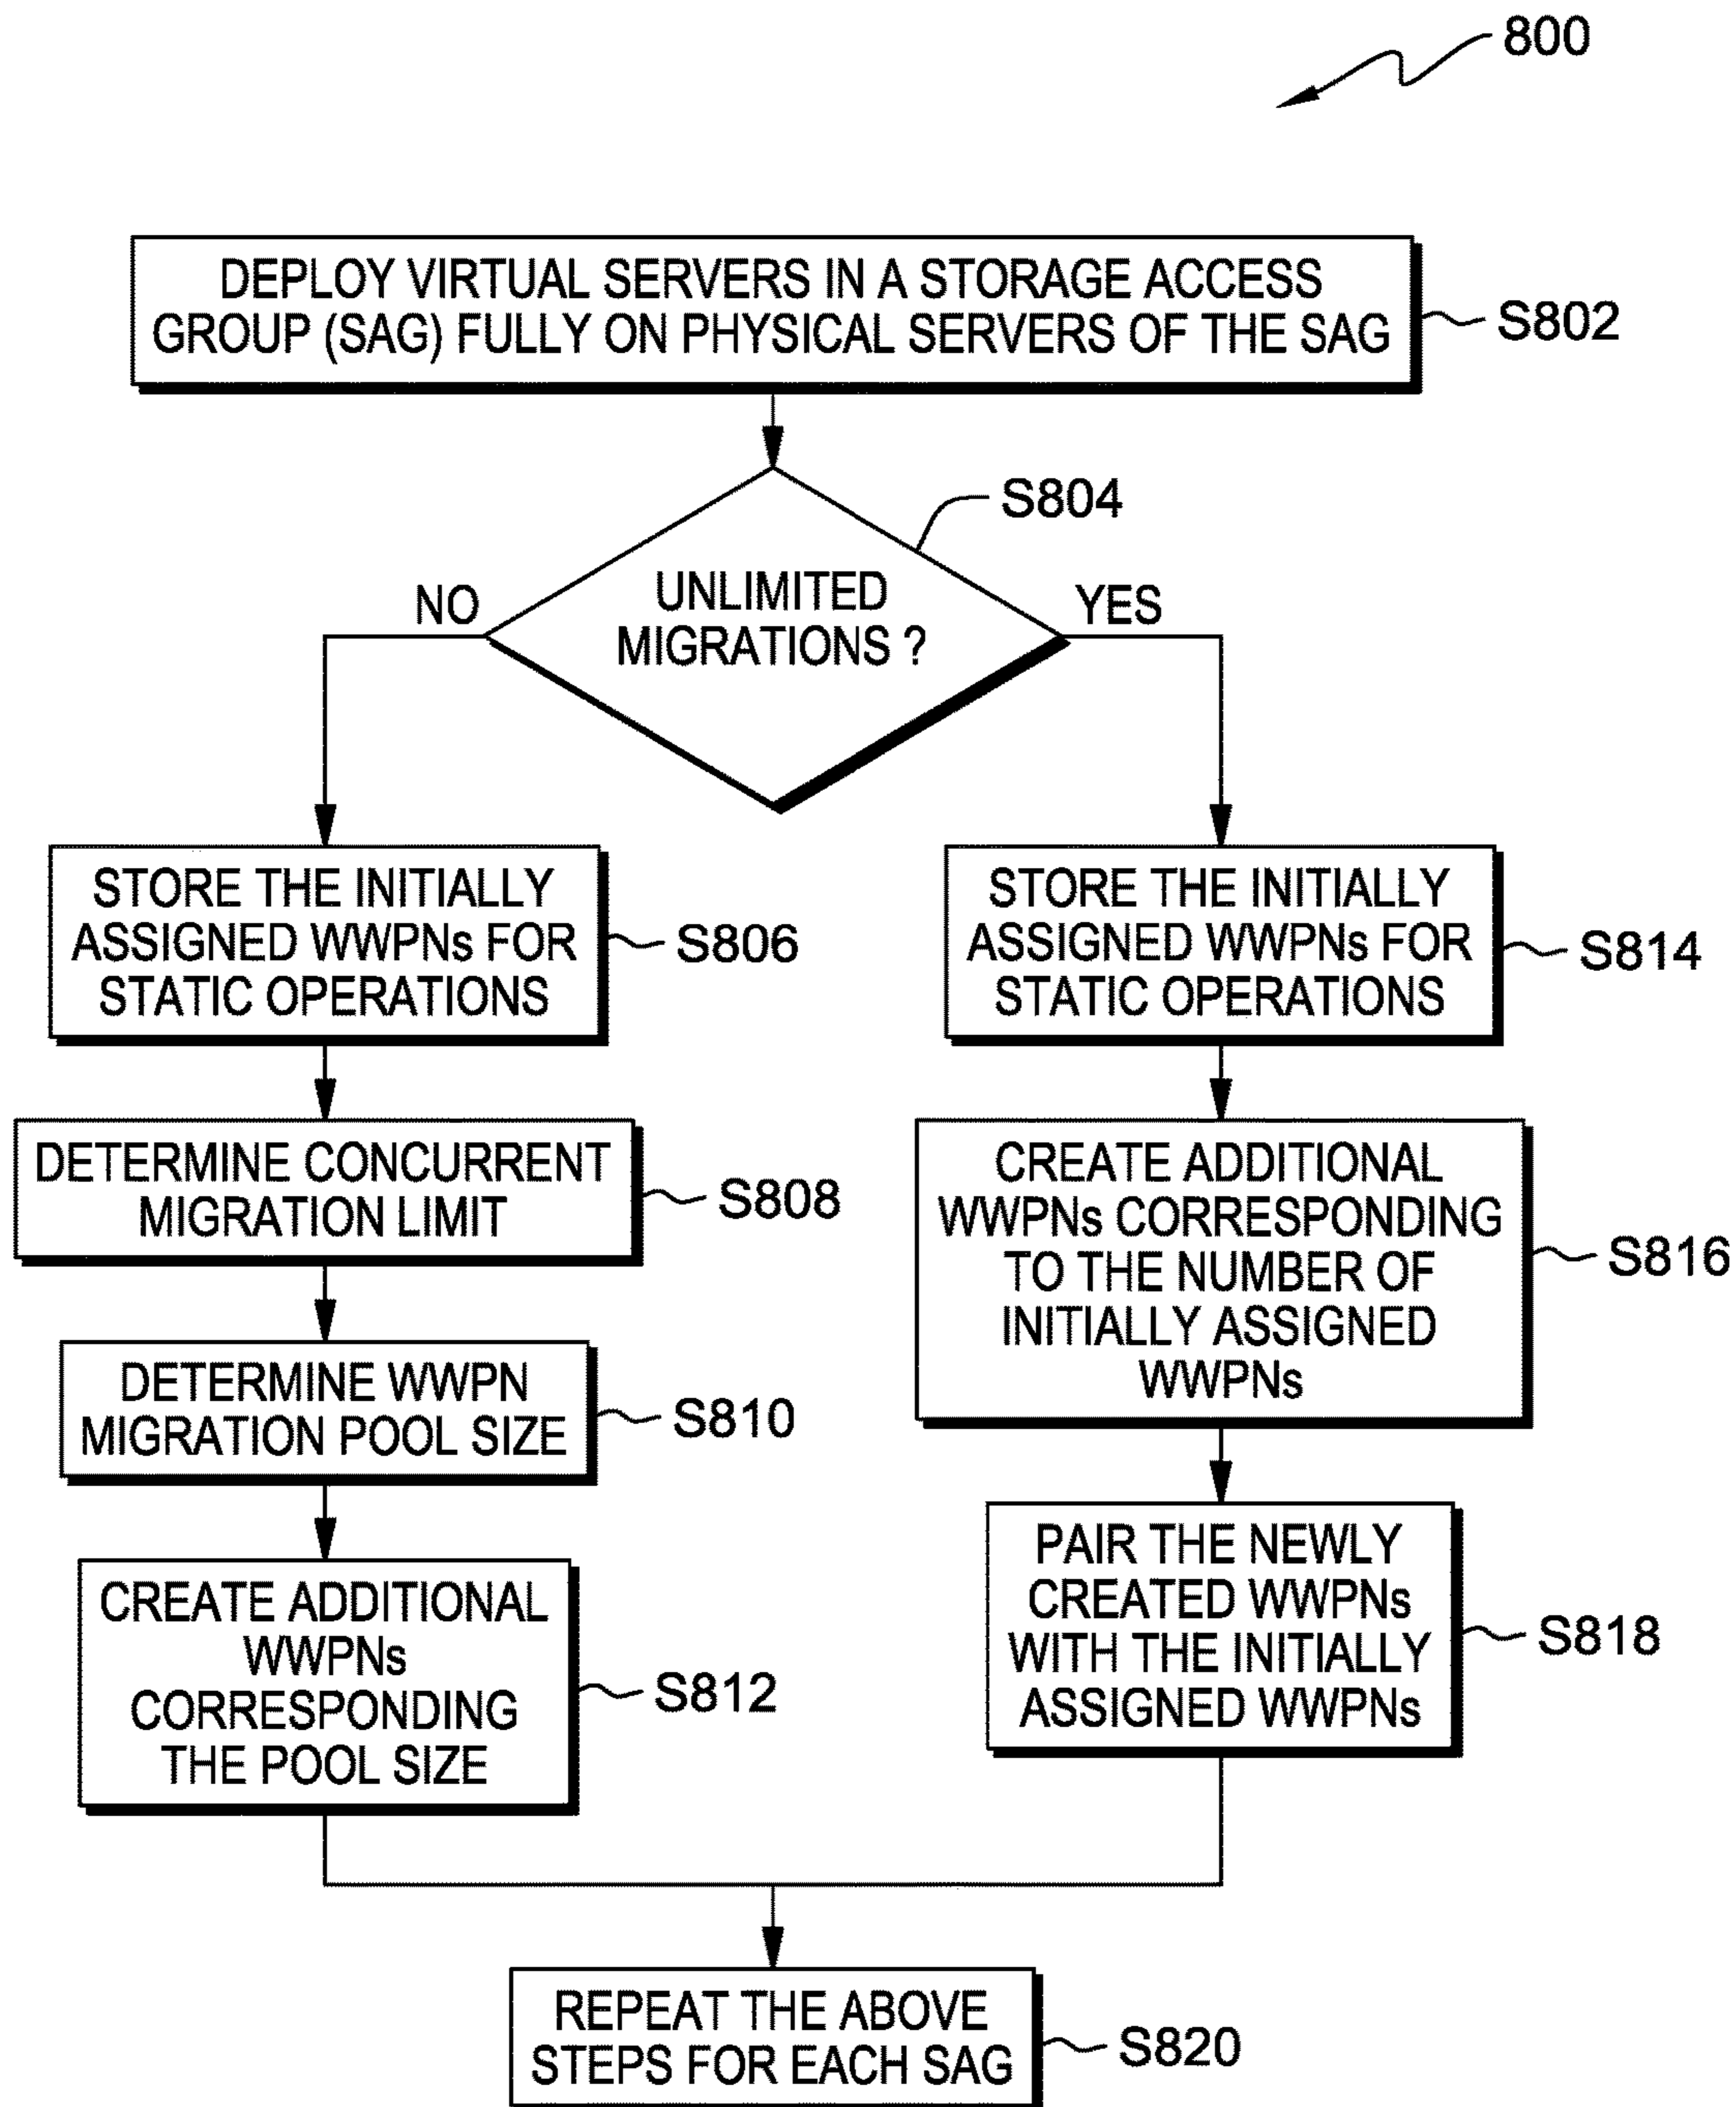 800
DEPLOY VIRTUAL SERVERS IN A STORAGE ACCESS
GROUP (SAG) FULLY ON PHYSICAL SERVERS OF THE SAG
S802
S804
UNLIMITED
MIGRATIONS ?
NO
YES
STORE THE INITIALLY
ASSIGNED WWPNs FOR
STATIC OPERATIONS
S806
DETERMINE CONCURRENT
MIGRATION LIMIT
S808
DETERMINE WWPN
MIGRATION POOL SIZE
S810
CREATE ADDITIONAL
WWPNs
CORRESPONDING
THE POOL SIZE
S812
STORE THE INITIALLY
ASSIGNED WWPNs FOR
STATIC OPERATIONS
S814
CREATE ADDITIONAL
WWPNs CORRESPONDING
TO THE NUMBER OF
INITIALLY ASSIGNED
WWPNs
S816
PAIR THE NEWLY
CREATED WWPNs
WITH THE INITIALLY
ASSIGNED WWPNs
S818
REPEAT THE ABOVE
STEPS FOR EACH SAG
S820